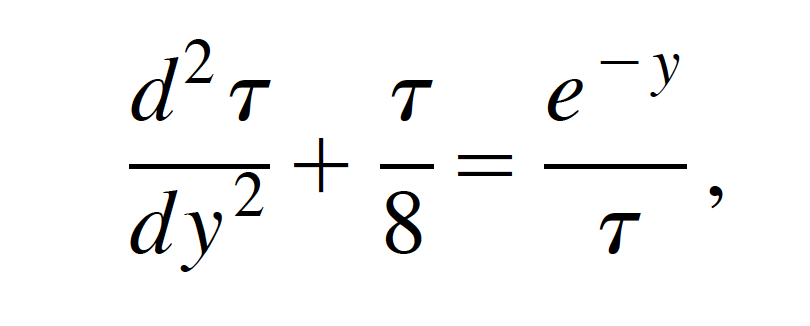 d²τ/dy² + τ/8 = e^{-y}/τ,